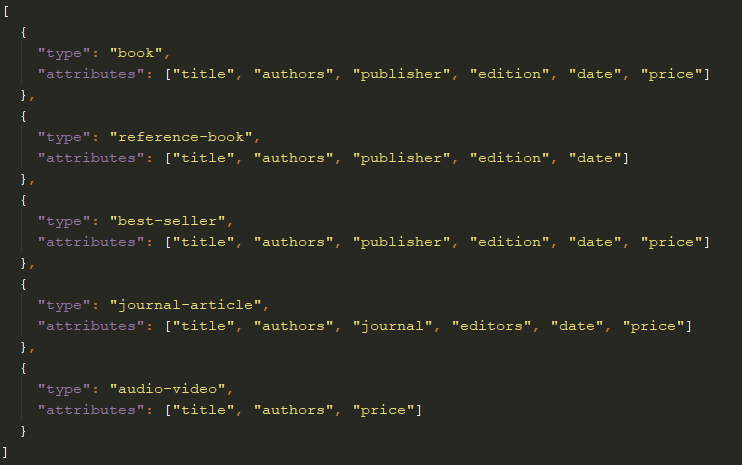 [
  {
    "type": "book",
    "attributes": ["title", "authors", "publisher", "edition", "date", "price"]
  },
  {
    "type": "reference-book",
    "attributes": ["title", "authors", "publisher", "edition", "date"]
  },
  {
    "type": "best-seller",
    "attributes": ["title", "authors", "publisher", "edition", "date", "price"]
  },
  {
    "type": "journal-article",
    "attributes": ["title", "authors", "journal", "editors", "date", "price"]
  },
  {
    "type": "audio-video",
    "attributes": ["title", "authors", "price"]
  }
]